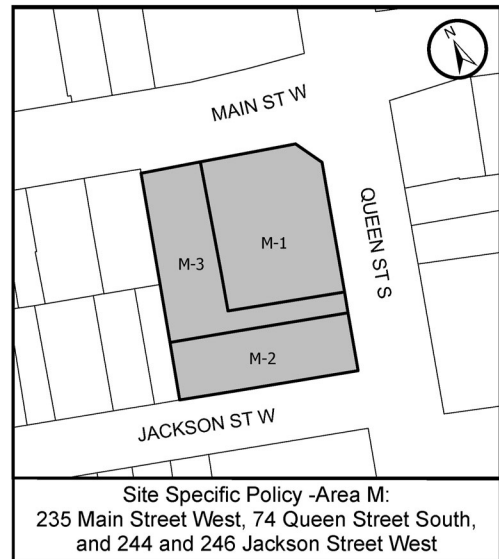 N
MAIN ST W
QUEEN ST S
M-1
M-3
M-2
JACKSON ST W
Site Specific Policy -Area M:
235 Main Street West, 74 Queen Street South,
and 244 and 246 Jackson Street West